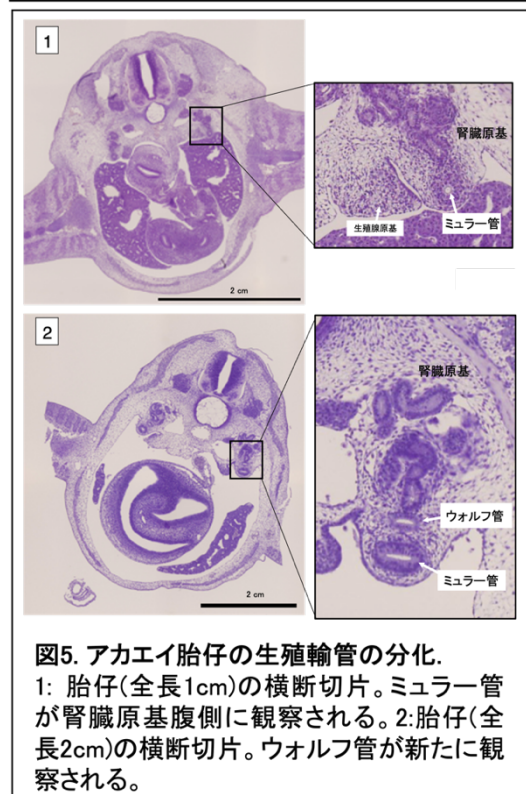 1
腎臓原基
生殖腺原基
ミュラー管
2 cm
2
腎臓原基
ウォルフ管
ミュラー管
2 cm
図5. アカエイ胎仔の生殖輸管の分化.
1: 胎仔(全長1cm)の横断切片。ミュラー管
が腎臓原基腹側に観察される。2:胎仔(全
長2cm)の横断切片。ウォルフ管が新たに観
察される。